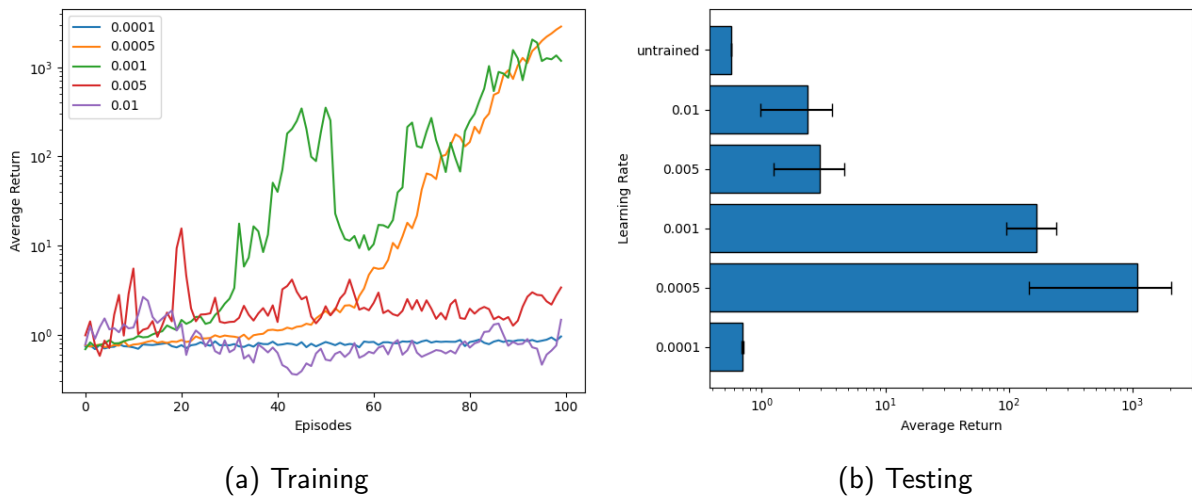 0.0001
0.0005
0.001
0.005
0.01
10³
10²
10¹
10⁰
Average Return
0 20 40 60 80 100
Episodes
(a) Training
untrained
0.01
0.005
0.001
0.0005
0.0001
Learning Rate
10⁰ 10¹ 10² 10³
Average Return
(b) Testing